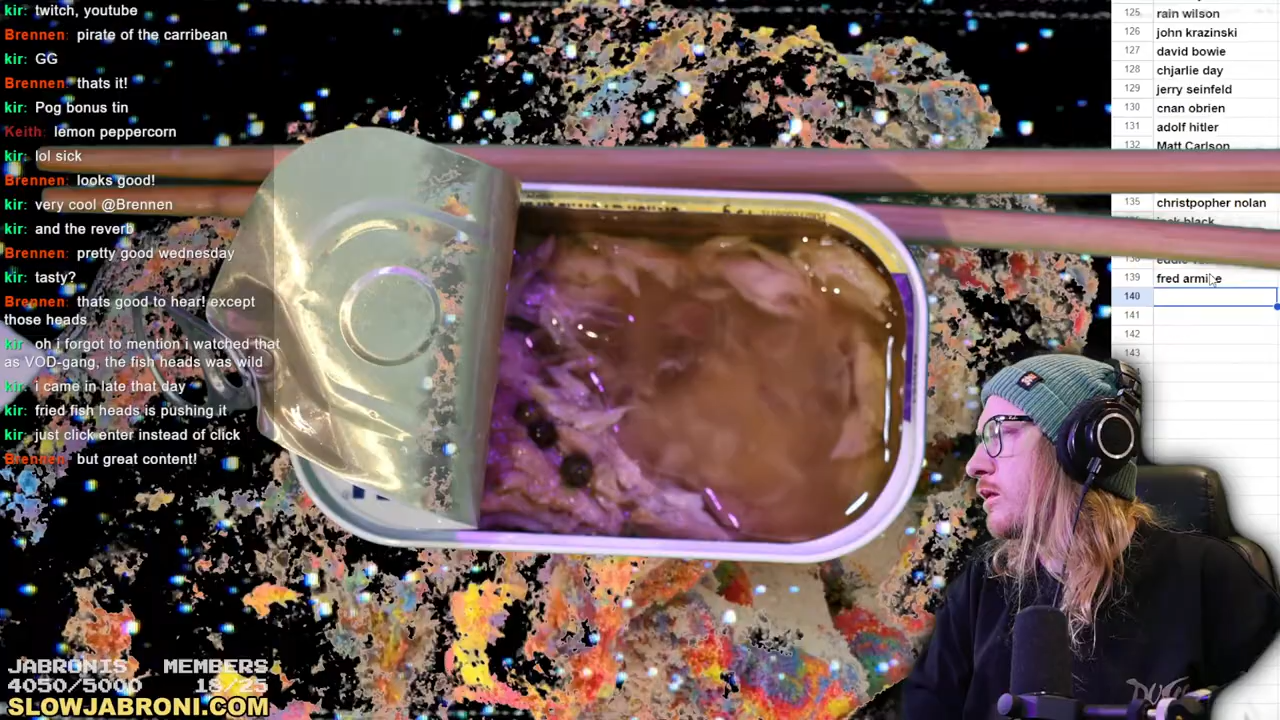 kir: twitch, youtube
Brennen: pirate of the carribean
kir: GG
Brennen: thats it!
kir: Pog bonus tin
Keith: lemon peppercorn
kir: lol sick
Brennen: looks good!
kir: very cool @Brennen
kir: and the reverb
Brennen: pretty good wednesday
kir: tasty?
Brennen: thats good to hear! except
those heads
kir: oh i forgot to mention i watched that
as VOD-gang, the fish heads was wild
kir: i came in late that day
kir: fried fish heads is pushing it
kir: just click enter instead of click
Brennen: but great content!
JABRONIS MEMBERS
4050/5000 18/25
SLOWJABRONI.COM
125 rain wilson
126 john krazinski
127 david bowie
128 chjarlie day
129 jerry seinfeld
130 cnan obrien
131 adolf hitler
132 Matt Carlson
135 christpopher nolan
jack black
139 fred
140
141
142
143